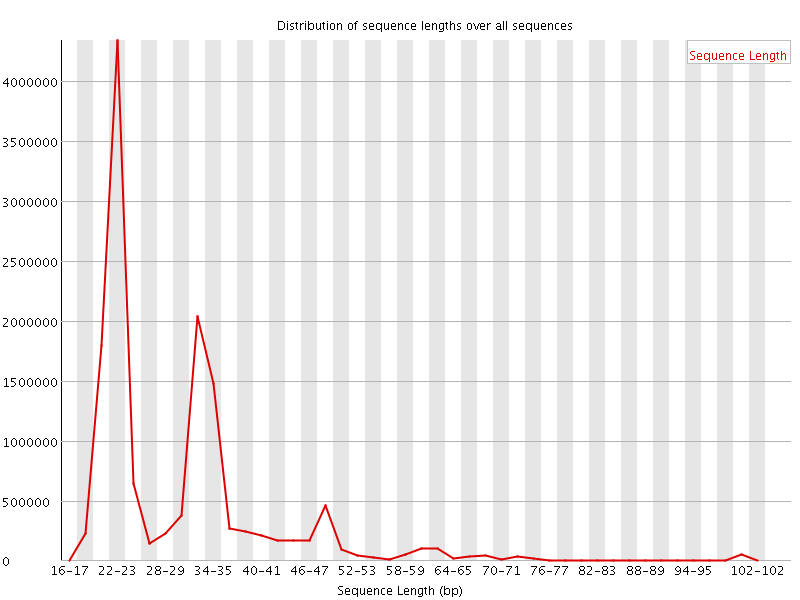 Distribution of sequence lengths over all sequences
Sequence Length
4000000
3500000
3000000
2500000
2000000
1500000
1000000
500000
0
16-17 22-23 28-29 34-35 40-41 46-47 52-53 58-59 64-65 70-71 76-77 82-83 88-89 94-95 102-102
Sequence Length (bp)